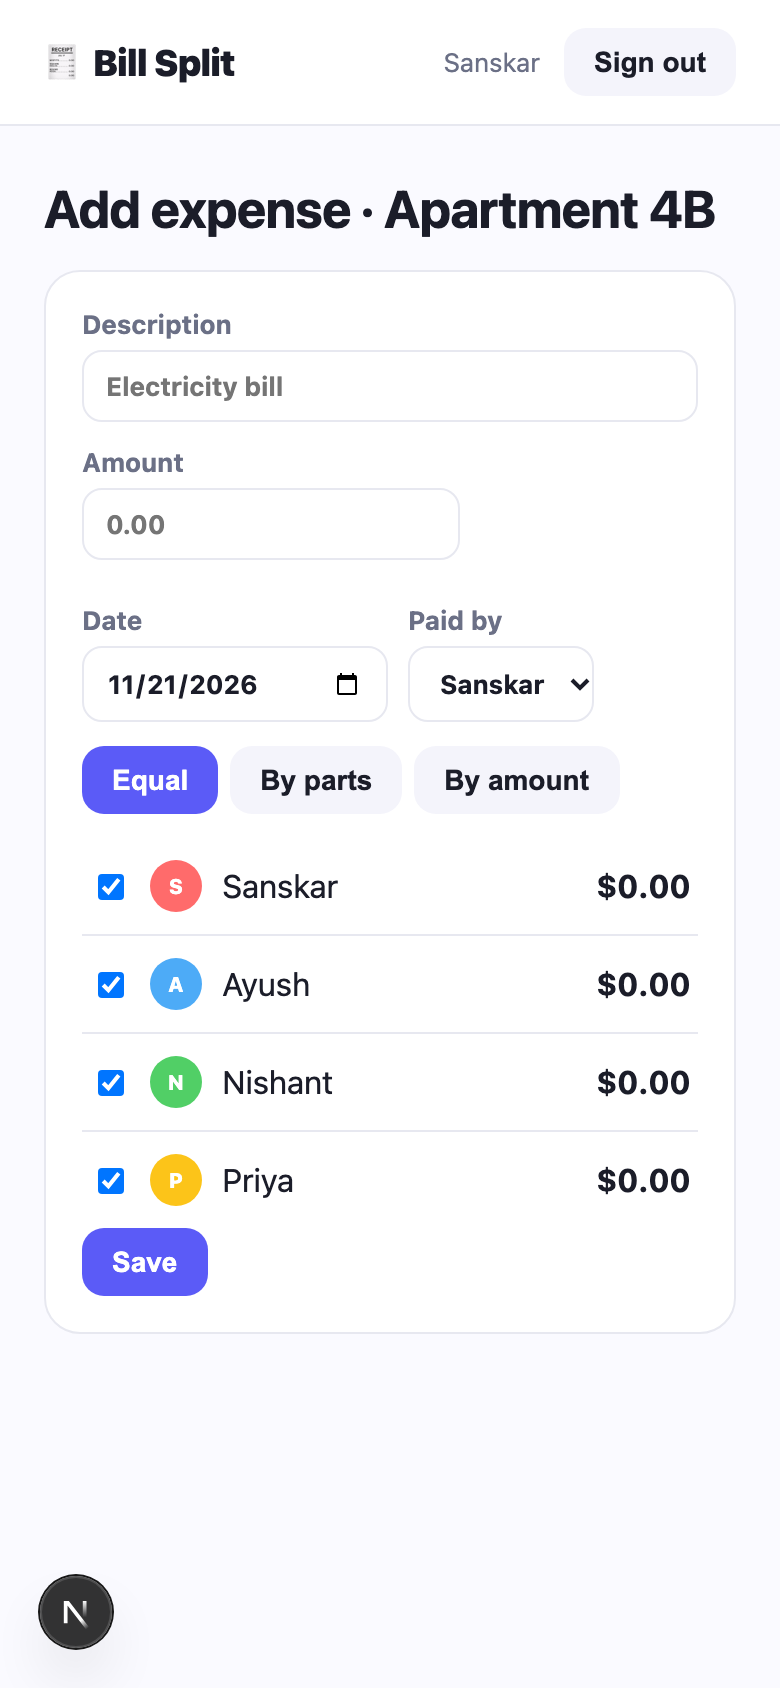 RECEIPT
Bill Split
Sanskar
Sign out
Add expense · Apartment 4B
Description
Electricity bill
Amount
0.00
Date
Paid by
11/21/2026
Sanskar
Equal
By parts
By amount
S
Sanskar
$0.00
A
Ayush
$0.00
N
Nishant
$0.00
P
Priya
$0.00
Save
N